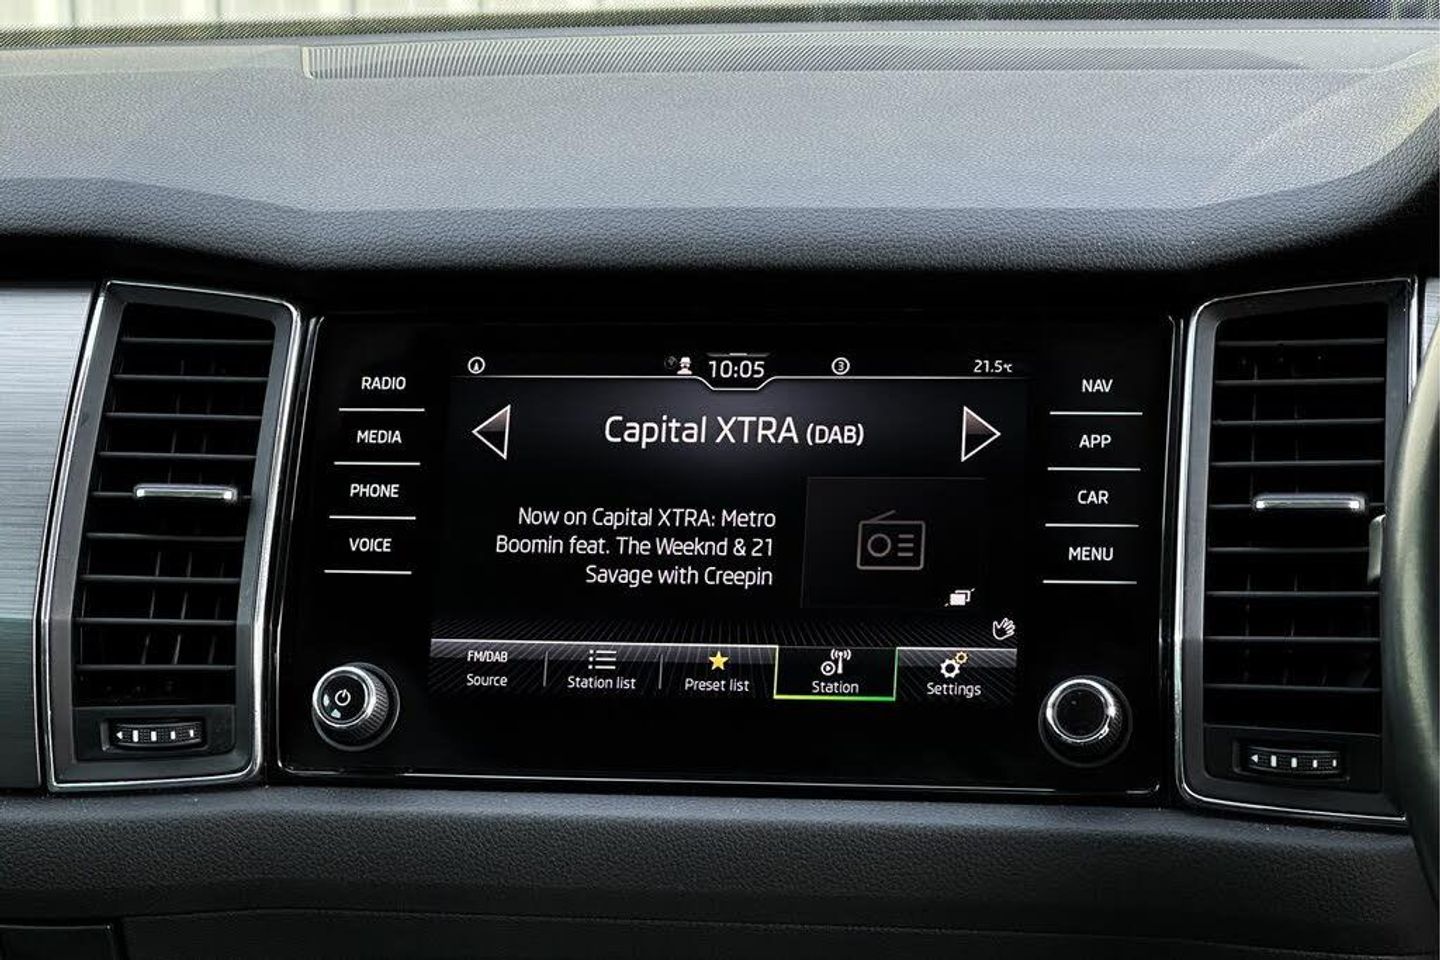 10:05
3
21.5°C
RADIO
MEDIA
PHONE
VOICE
Capital XTRA (DAB)
Now on Capital XTRA: Metro
Boomin feat. The Weeknd & 21
Savage with Creepin
FM/DAB
Source
Station list
Preset list
Station
Settings
NAV
APP
CAR
MENU